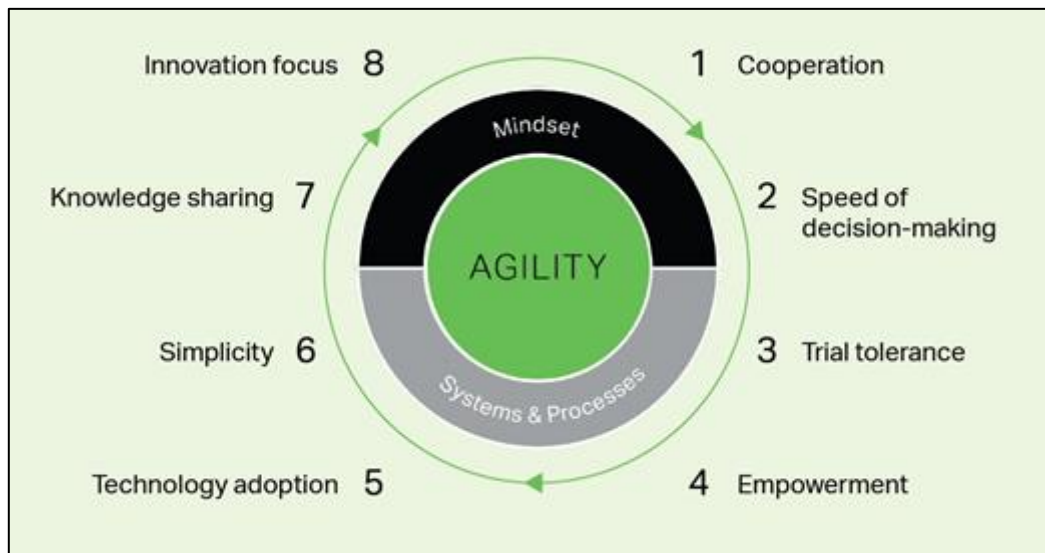 Innovation focus 8
1 Cooperation
Mindset
Knowledge sharing 7
2 Speed of
decision-making
AGILITY
Simplicity 6
3 Trial tolerance
Systems & Processes
Technology adoption 5
4 Empowerment